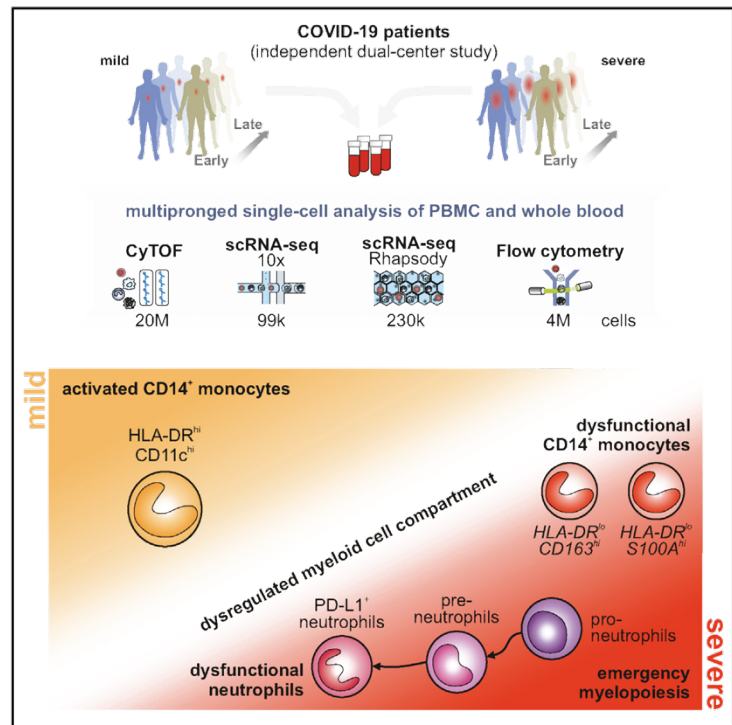 COVID-19 patients
(independent dual-center study)
mild
severe
Late
Early
Late
Early
multipronged single-cell analysis of PBMC and whole blood
CyTOF
scRNA-seq
10x
scRNA-seq
Rhapsody
Flow cytometry
20M
99k
230k
4M
cells
mild
activated CD14⁺ monocytes
HLA-DRʰⁱ
CD11cʰⁱ
dysfunctional
CD14⁺ monocytes
HLA-DRˡᵒ
CD163ʰⁱ
HLA-DRˡᵒ
S100Aʰⁱ
dysregulated myeloid cell compartment
PD-L1⁺
neutrophils
pre-
neutrophils
pro-
neutrophils
dysfunctional
neutrophils
emergency
myelopoiesis
severe